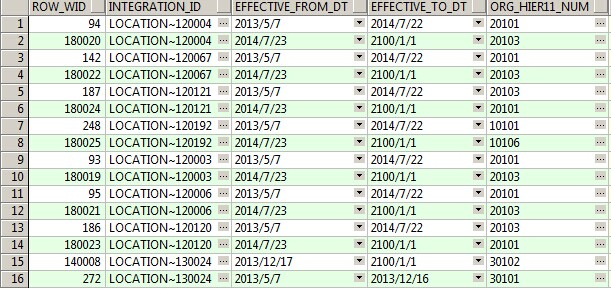 ROW_WID INTEGRATION_ID EFFECTIVE_FROM_DT EFFECTIVE_TO_DT ORG_HIER11_NUM
1 94 LOCATION~120004 ... 2013/5/7 2014/7/22 20101 ...
2 180020 LOCATION~120004 ... 2014/7/23 2100/1/1 20103 ...
3 142 LOCATION~120067 ... 2013/5/7 2014/7/22 20101 ...
4 180022 LOCATION~120067 ... 2014/7/23 2100/1/1 20103 ...
5 187 LOCATION~120121 ... 2013/5/7 2014/7/22 20103 ...
6 180024 LOCATION~120121 ... 2014/7/23 2100/1/1 20101 ...
7 248 LOCATION~120192 ... 2013/5/7 2014/7/22 10101 ...
8 180025 LOCATION~120192 ... 2014/7/23 2100/1/1 10106 ...
9 93 LOCATION~120003 ... 2013/5/7 2014/7/22 20101 ...
10 180019 LOCATION~120003 ... 2014/7/23 2100/1/1 20103 ...
11 95 LOCATION~120006 ... 2013/5/7 2014/7/22 20101 ...
12 180021 LOCATION~120006 ... 2014/7/23 2100/1/1 20103 ...
13 186 LOCATION~120120 ... 2013/5/7 2014/7/22 20103 ...
14 180023 LOCATION~120120 ... 2014/7/23 2100/1/1 20101 ...
15 140008 LOCATION~130024 ... 2013/12/17 2100/1/1 30102 ...
16 272 LOCATION~130024 ... 2013/5/7 2013/12/16 30101 ...